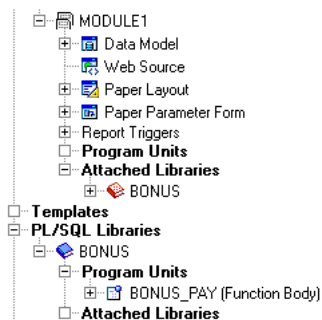 MODULE1
Data Model
Web Source
Paper Layout
Paper Parameter Form
Report Triggers
Program Units
Attached Libraries
BONUS
Templates
PL/SQL Libraries
BONUS
Program Units
BONUS_PAY (Function Body)
Attached Libraries